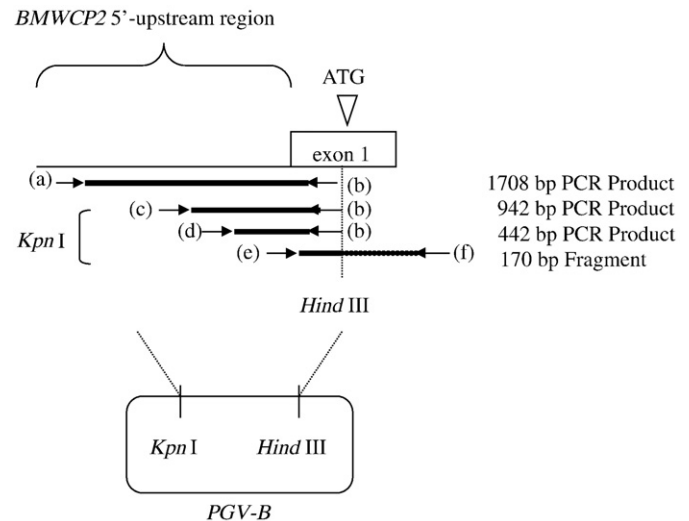 BMWCP2 5’-upstream region
ATG
exon 1
(a) (b) 1708 bp PCR Product
(c) (b) 942 bp PCR Product
(d) (b) 442 bp PCR Product
Kpn I
(e) (f) 170 bp Fragment
Hind III
Kpn I Hind III
PGV-B